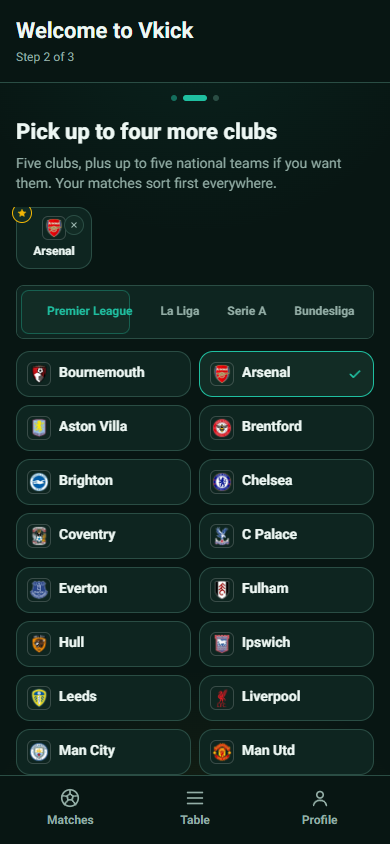 Welcome to Vkick
Step 2 of 3
Pick up to four more clubs
Five clubs, plus up to five national teams if you want
them. Your matches sort first everywhere.
Arsenal
Premier League La Liga Serie A Bundesliga
Bournemouth Arsenal
Aston Villa Brentford
Brighton Chelsea
Coventry C Palace
Everton Fulham
Hull Ipswich
Leeds Liverpool
Man City Man Utd
Matches Table Profile